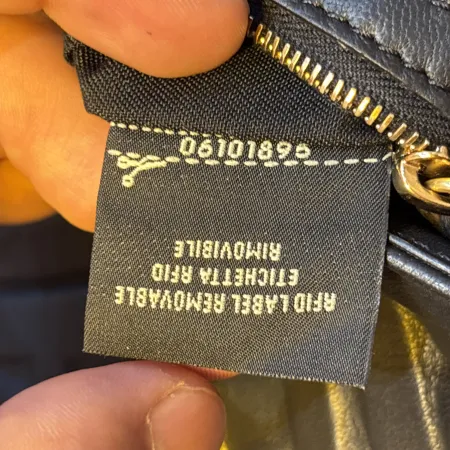 RFID LABEL REMOVABLE
ETICHETTA RFID
RIMOVIBILE